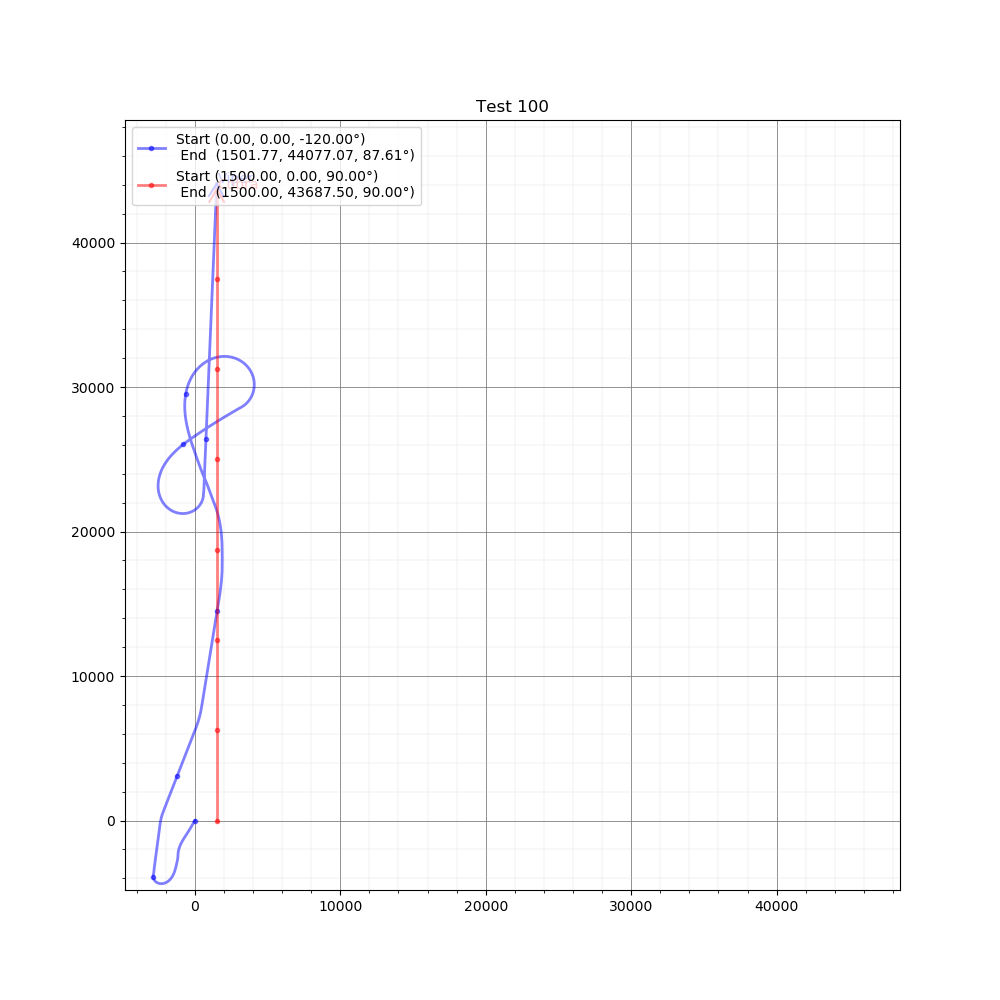 Test 100
Start (0.00, 0.00, -120.00°)
End (1501.77, 44077.07, 87.61°)
Start (1500.00, 0.00, 90.00°)
End (1500.00, 43687.50, 90.00°)
40000
30000
20000
10000
0
0 10000 20000 30000 40000